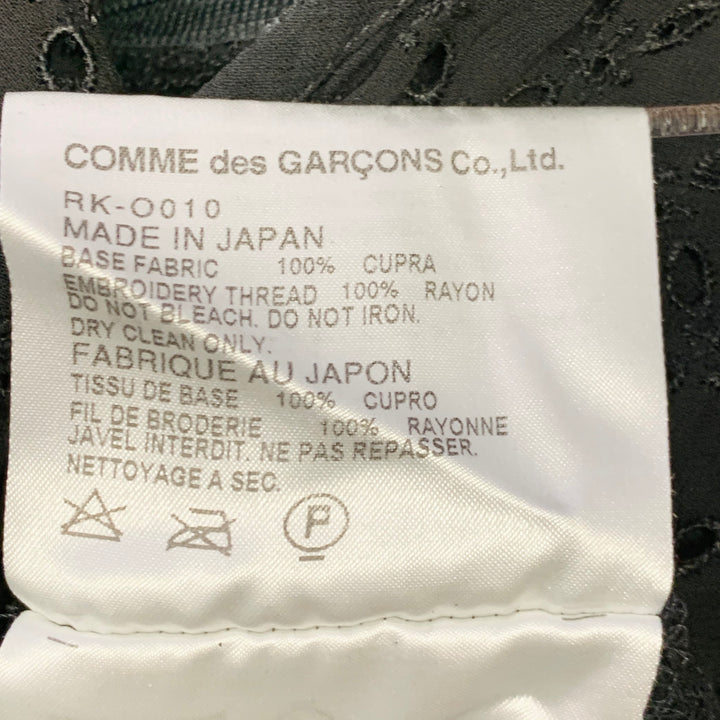 COMME des GARÇONS Co.,Ltd.
RK-O010
MADE IN JAPAN
BASE FABRIC 100% CUPRA
EMBROIDERY THREAD 100% RAYON
DO NOT BLEACH. DO NOT IRON.
DRY CLEAN ONLY.
FABRIQUE AU JAPON
TISSU DE BASE 100% CUPRO
FIL DE BRODERIE 100% RAYONNE
JAVEL INTERDIT. NE PAS REPASSER.
NETTOYAGE A SEC.
P